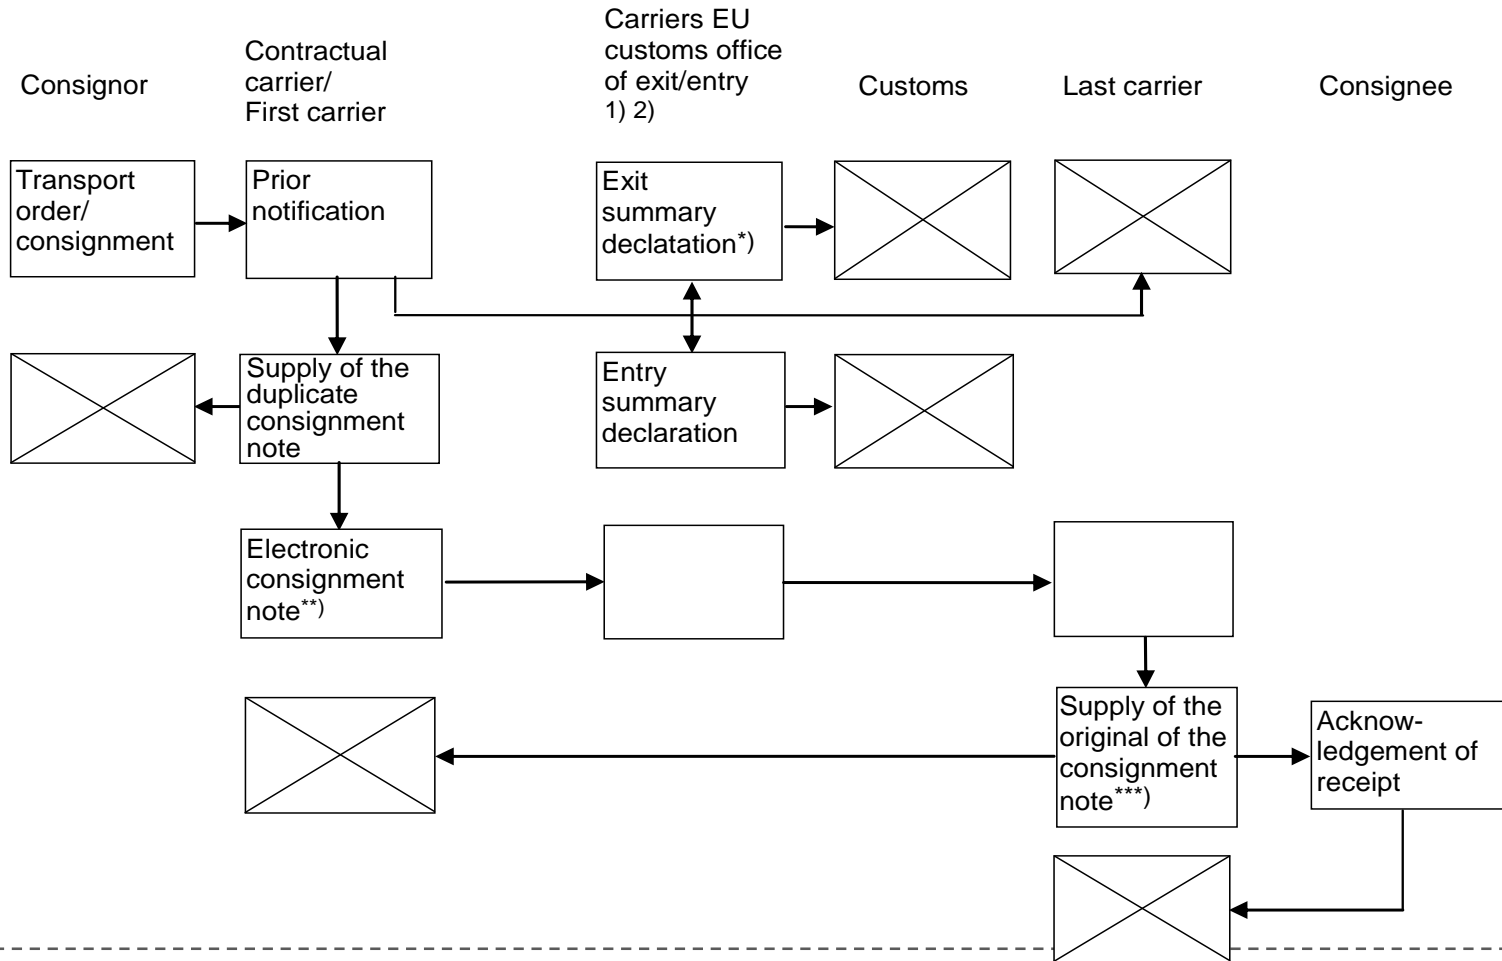 Consignor
Contractual
carrier/
First carrier
Carriers EU
customs office
of exit/entry
1) 2)
Customs
Last carrier
Consignee
Transport
order/
consignment
Prior
notification
Exit
summary
declatation*)
Supply of the
duplicate
consignment
note
Entry
summary
declaration
Electronic
consignment
note**)
Supply of the
original of the
consignment
note***)
Acknow-
ledgement of
receipt